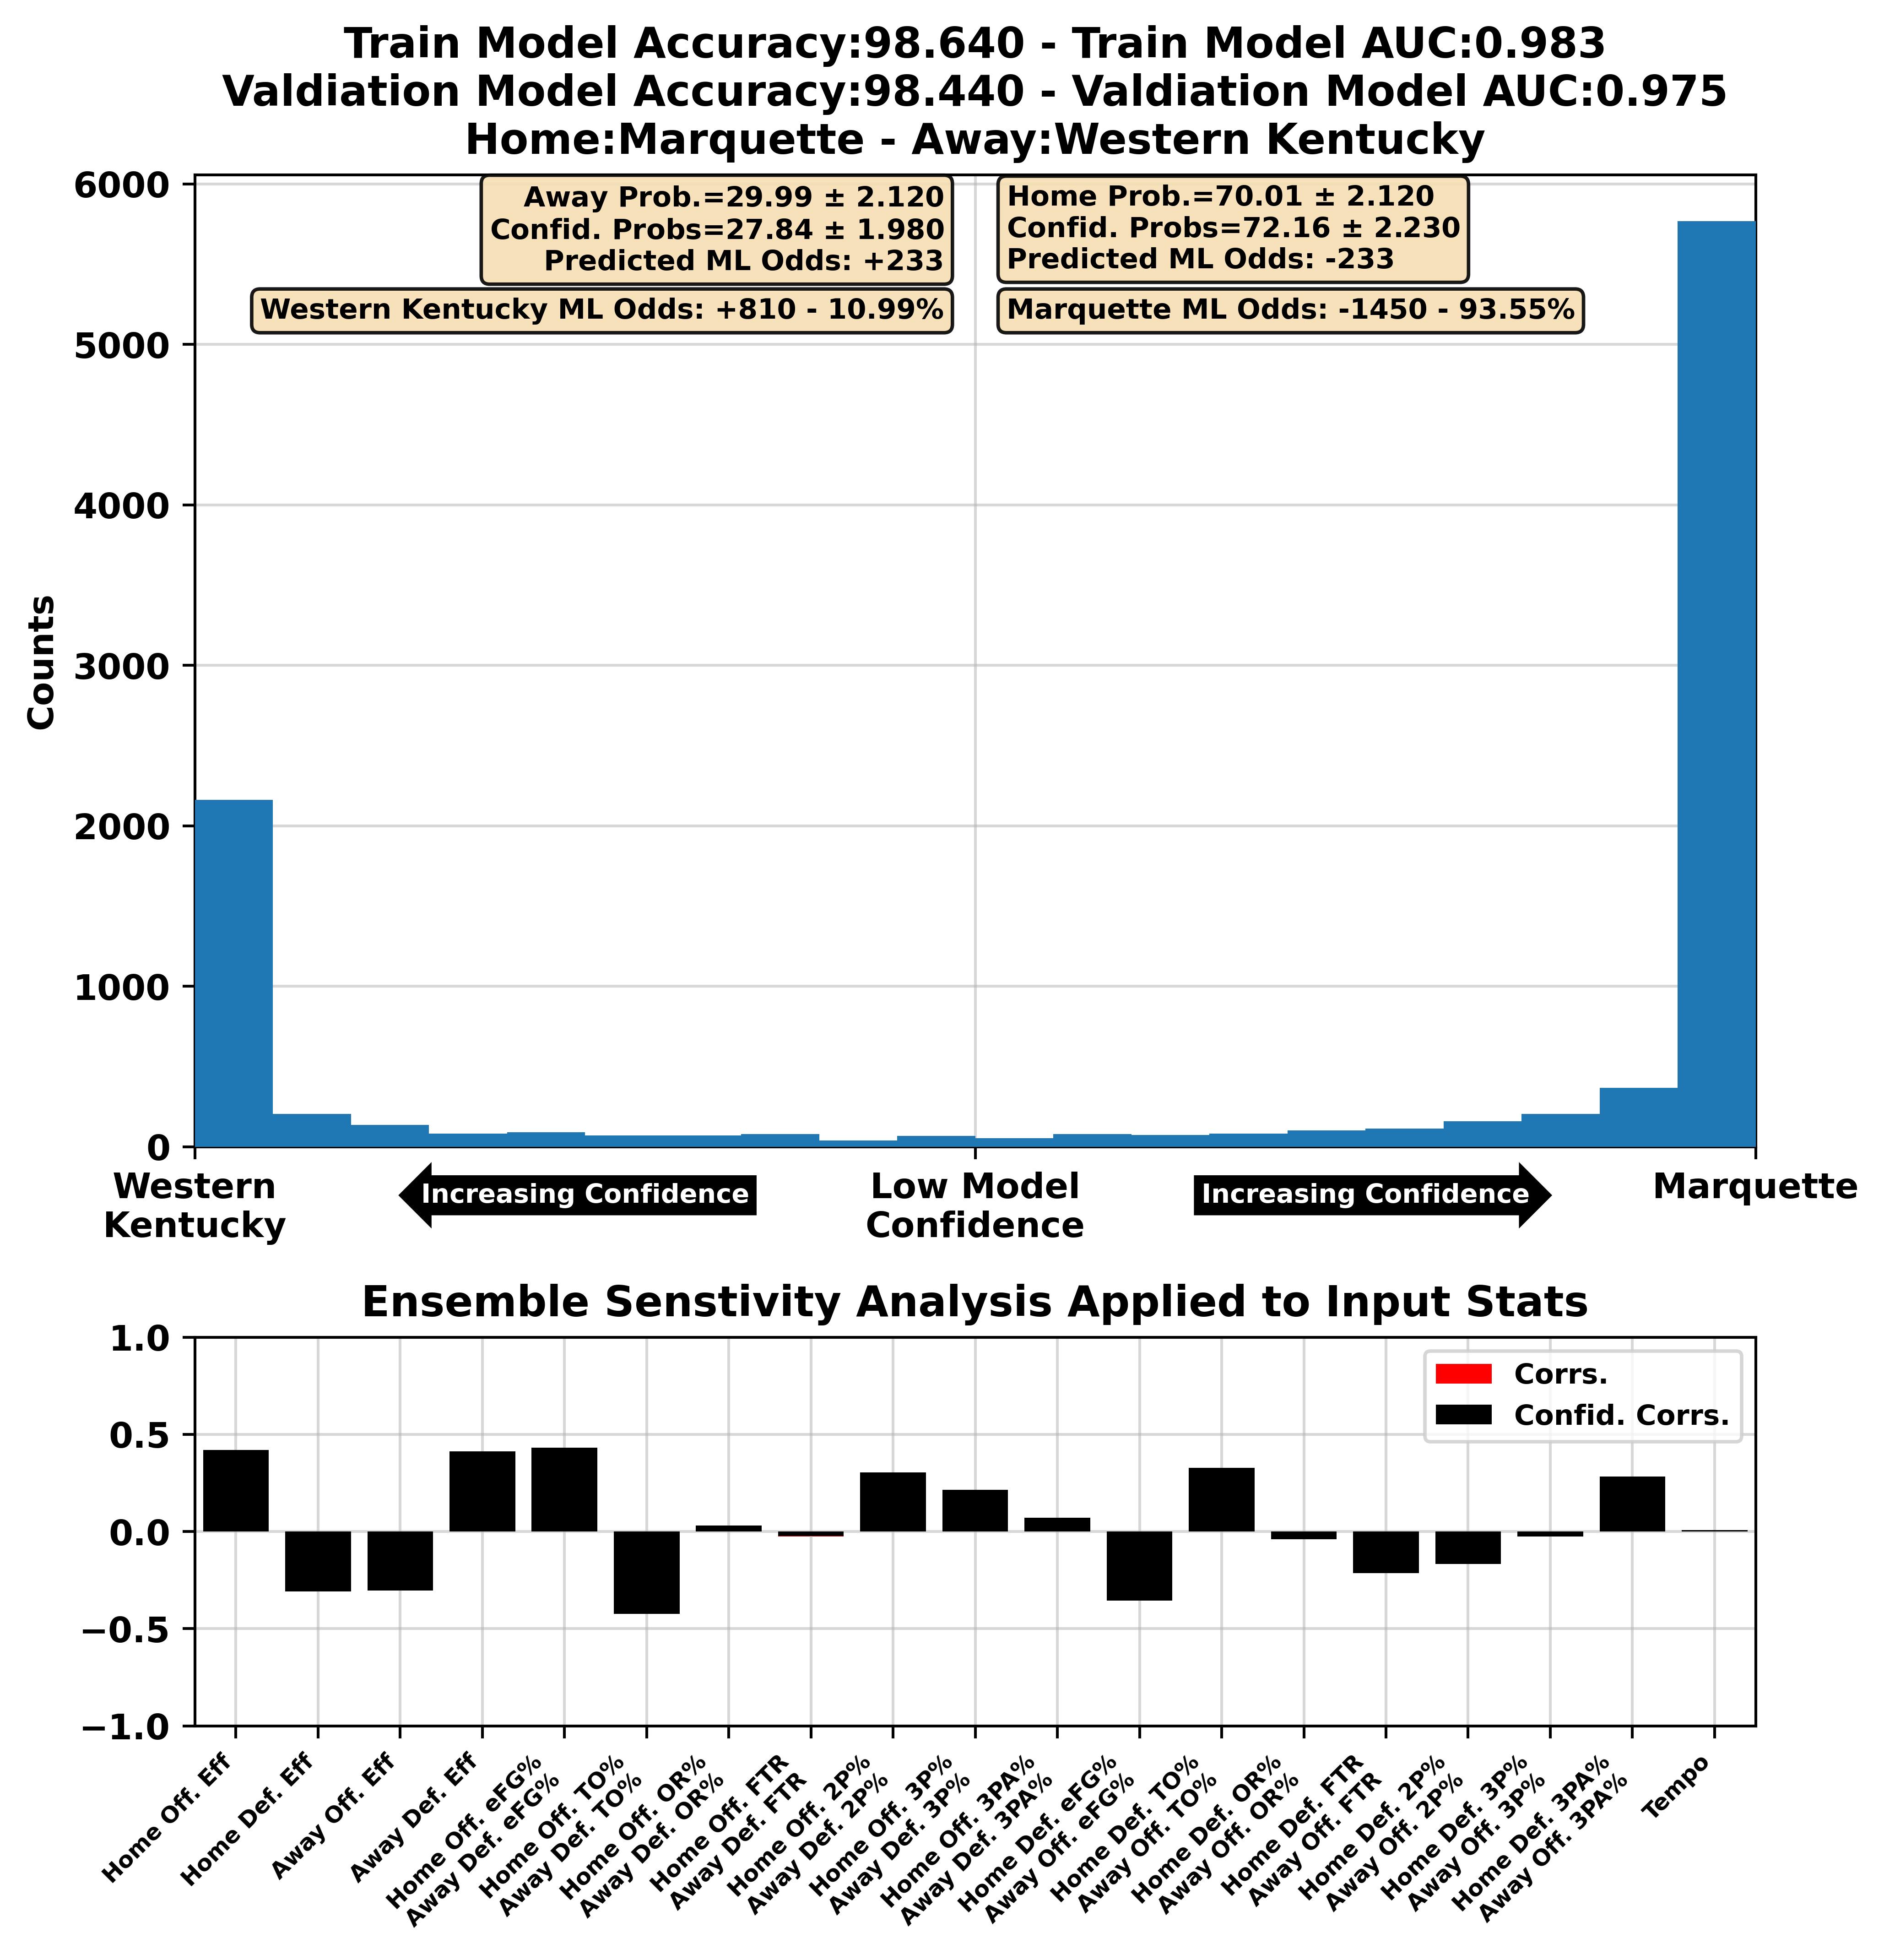 Train Model Accuracy:98.640 - Train Model AUC:0.983
Valdiation Model Accuracy:98.440 - Valdiation Model AUC:0.975
Home:Marquette - Away:Western Kentucky
Away Prob.=29.99 ± 2.120
Confid. Probs=27.84 ± 1.980
Predicted ML Odds: +233
Western Kentucky ML Odds: +810 - 10.99%
Home Prob.=70.01 ± 2.120
Confid. Probs=72.16 ± 2.230
Predicted ML Odds: -233
Marquette ML Odds: -1450 - 93.55%
Counts
6000
5000
4000
3000
2000
1000
0
Western
Kentucky
Increasing Confidence
Low Model
Confidence
Increasing Confidence
Marquette
Ensemble Senstivity Analysis Applied to Input Stats
1.0
0.5
0.0
−0.5
−1.0
Corrs.
Confid. Corrs.
Home Off. Eff
Home Def. Eff
Away Off. Eff
Away Def. Eff
Home Off. eFG%
Away Def. eFG%
Home Off. TO%
Away Def. TO%
Home Off. OR%
Away Def. OR%
Home Off. FTR
Away Def. FTR
Home Off. 2P%
Away Def. 2P%
Home Off. 3P%
Away Def. 3P%
Home Off. 3PA%
Away Def. 3PA%
Home Def. eFG%
Away Off. eFG%
Home Def. TO%
Away Off. TO%
Home Def. OR%
Away Off. OR%
Home Def. FTR
Away Off. FTR
Home Def. 2P%
Away Off. 2P%
Home Def. 3P%
Away Off. 3P%
Home Def. 3PA%
Away Off. 3PA%
Tempo